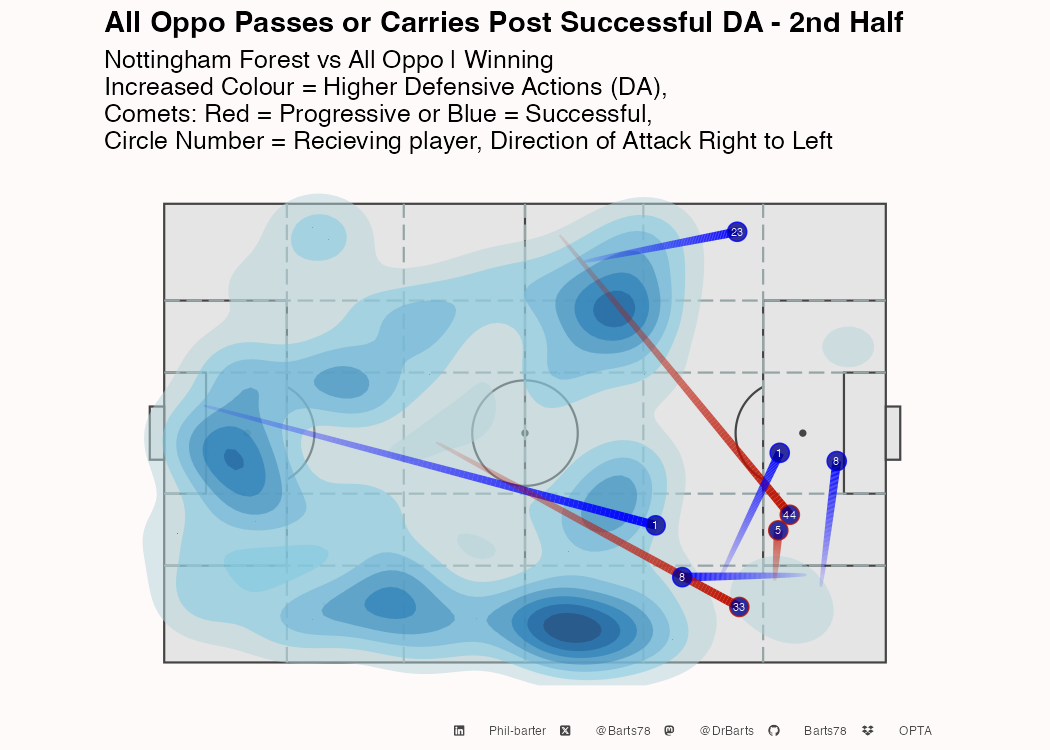 All Oppo Passes or Carries Post Successful DA - 2nd Half
Nottingham Forest vs All Oppo | Winning
Increased Colour = Higher Defensive Actions (DA),
Comets: Red = Progressive or Blue = Successful,
Circle Number = Recieving player, Direction of Attack Right to Left
23
1
8
44
5
1
8
33
Phil-barter @Barts78 @DrBarts Barts78 OPTA